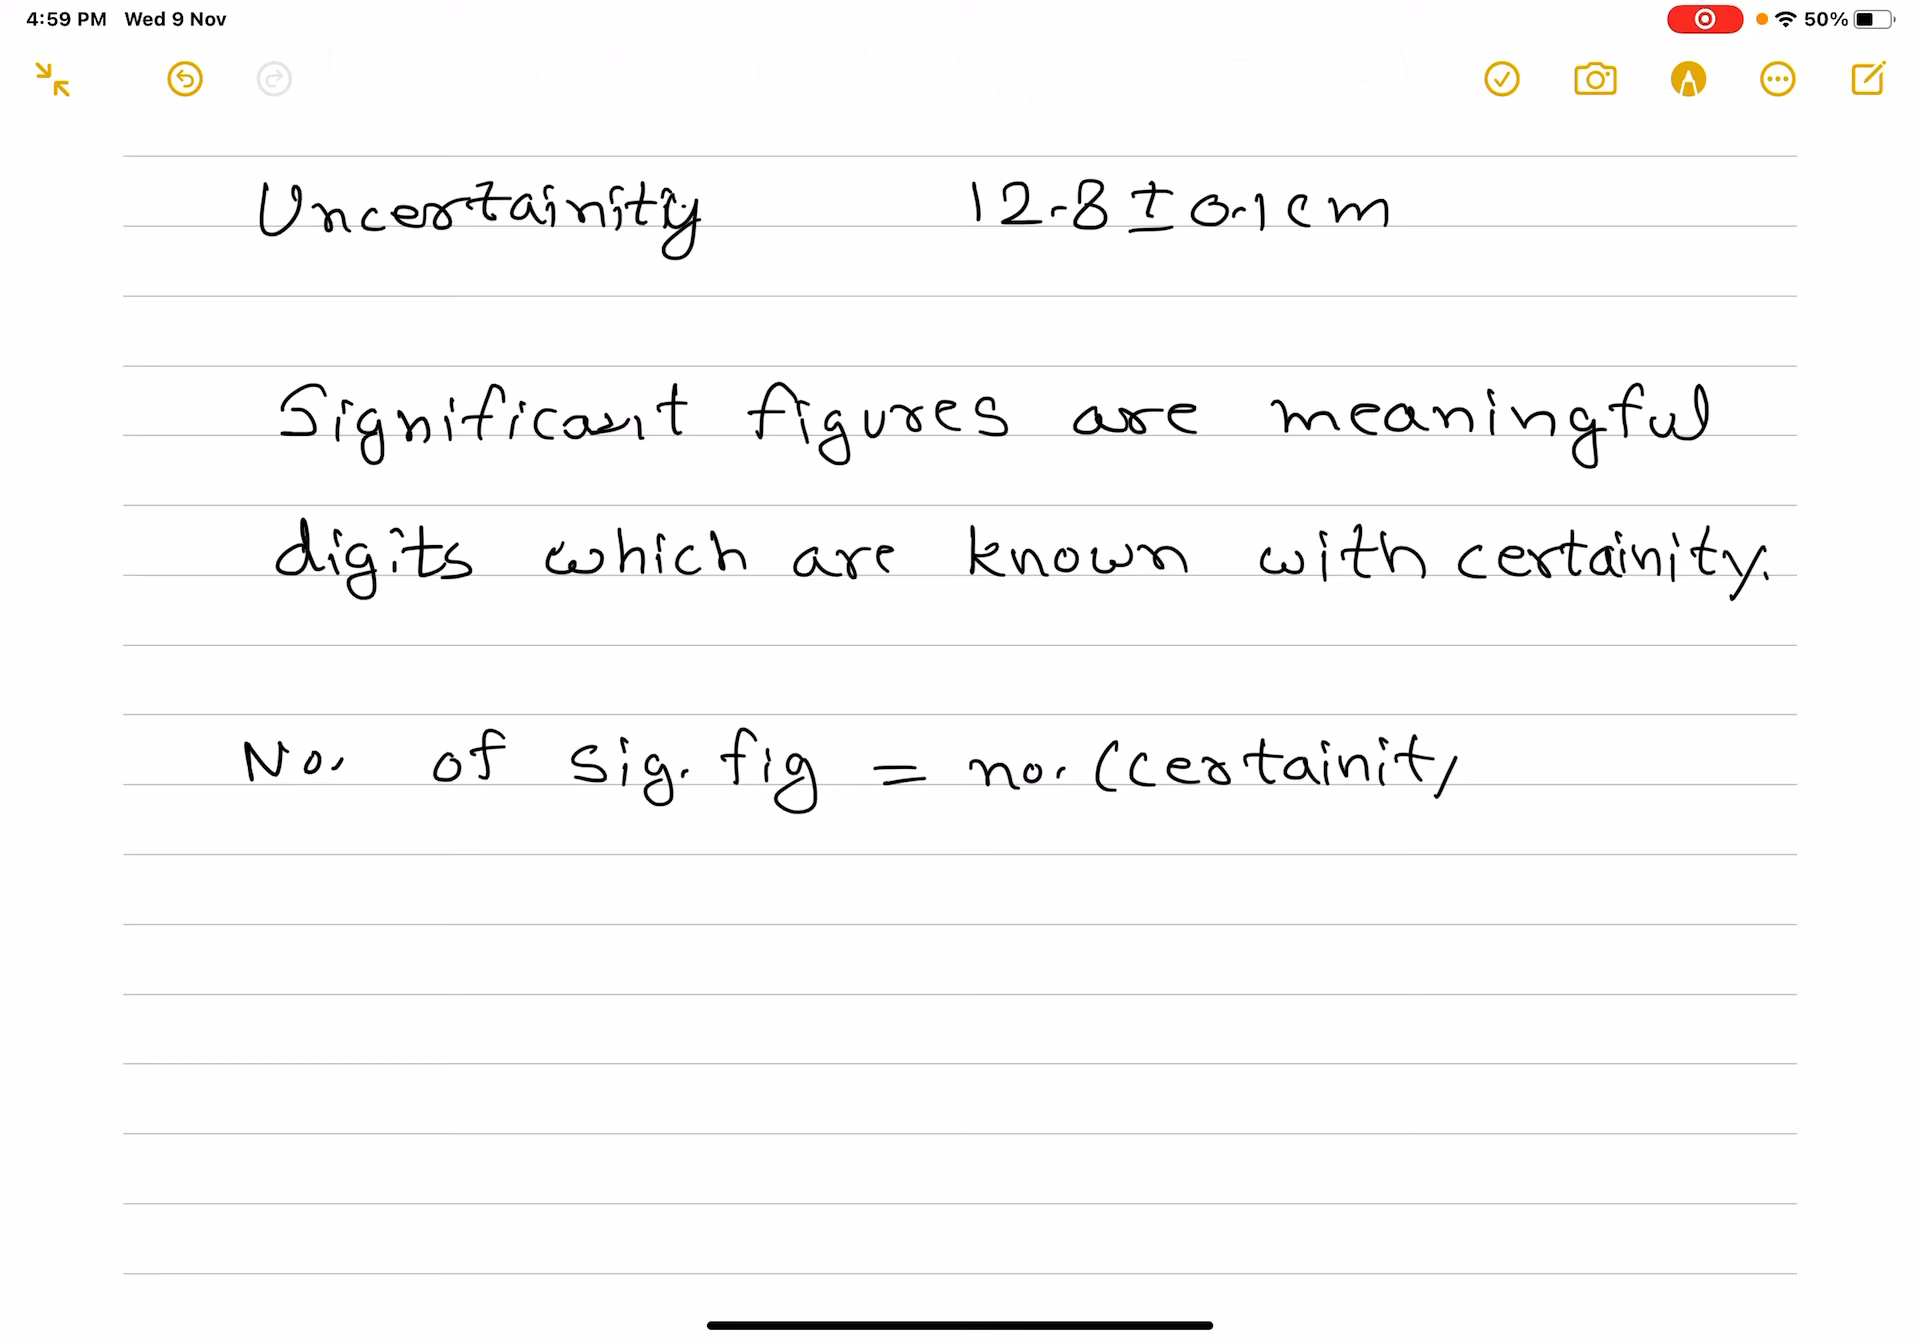 4:59 PM Wed 9 Nov 50%
Uncertainity 12.8 ± 0.1 cm
Significant figures are meaningful
digits which are known with certainity.
No. of sig. fig = no. (certainity